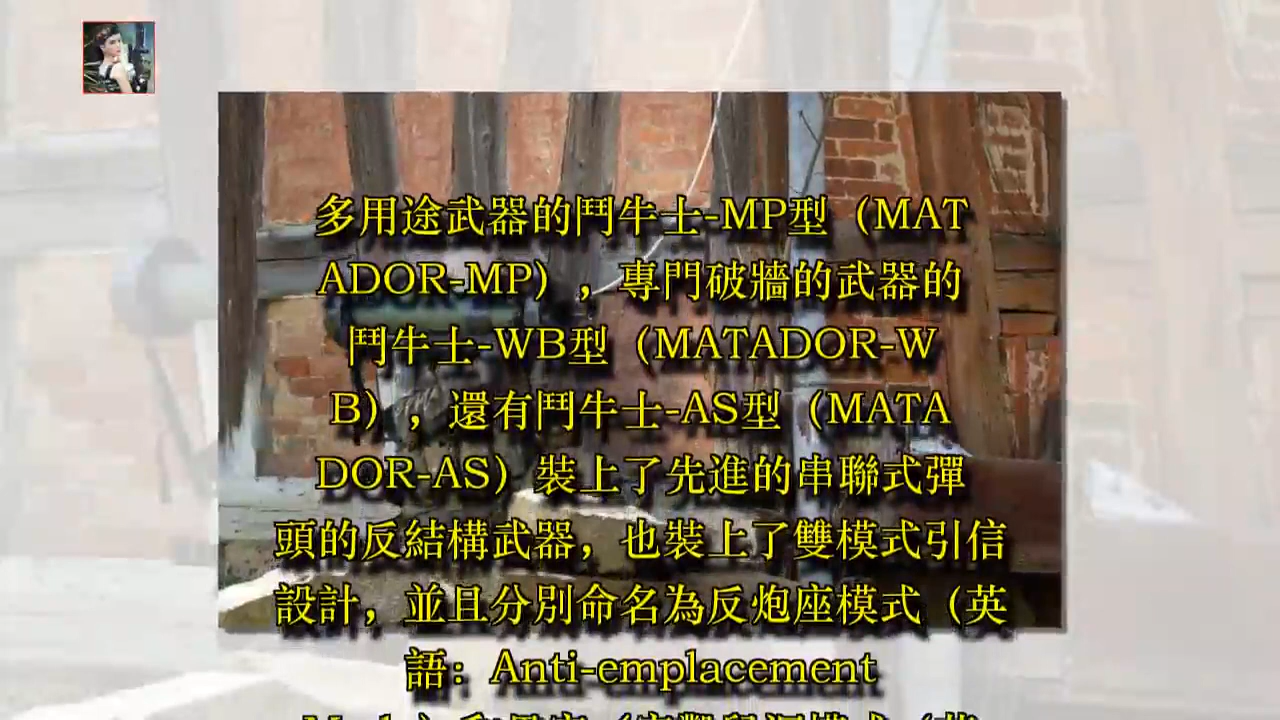 多用途武器的鬥牛士-MP型（MAT
ADOR-MP），專門破牆的武器的
鬥牛士-WB型（MATADOR-W
B），還有鬥牛士-AS型（MATA
DOR-AS）裝上了先進的串聯式彈
頭的反結構武器，也裝上了雙模式引信
設計，並且分別命名為反炮座模式（英
語：Anti-emplacement